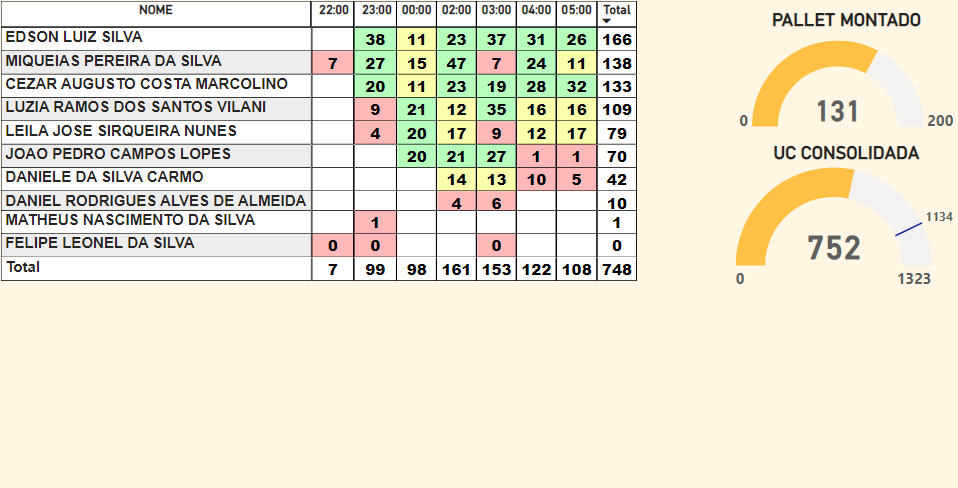 NOME 22:00 23:00 00:00 02:00 03:00 04:00 05:00 Total
EDSON LUIZ SILVA 38 11 23 37 31 26 166
MIQUEIAS PEREIRA DA SILVA 7 27 15 47 7 24 11 138
CEZAR AUGUSTO COSTA MARCOLINO 20 11 23 19 28 32 133
LUZIA RAMOS DOS SANTOS VILANI 9 21 12 35 16 16 109
LEILA JOSE SIRQUEIRA NUNES 4 20 17 9 12 17 79
JOAO PEDRO CAMPOS LOPES 20 21 27 1 1 70
DANIELE DA SILVA CARMO 14 13 10 5 42
DANIEL RODRIGUES ALVES DE ALMEIDA 4 6 10
MATHEUS NASCIMENTO DA SILVA 1 1
FELIPE LEONEL DA SILVA 0 0 0 0
Total 7 99 98 161 153 122 108 748
PALLET MONTADO
131
0 200
UC CONSOLIDADA
1134
752
0 1323